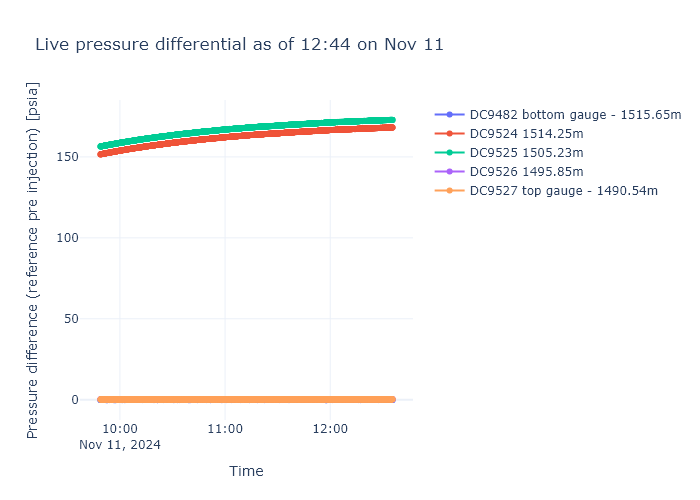 Live pressure differential as of 12:44 on Nov 11
Pressure difference (reference pre injection) [psia]
150
100
50
0
10:00
Nov 11, 2024
11:00
12:00
Time
DC9482 bottom gauge - 1515.65m
DC9524 1514.25m
DC9525 1505.23m
DC9526 1495.85m
DC9527 top gauge - 1490.54m